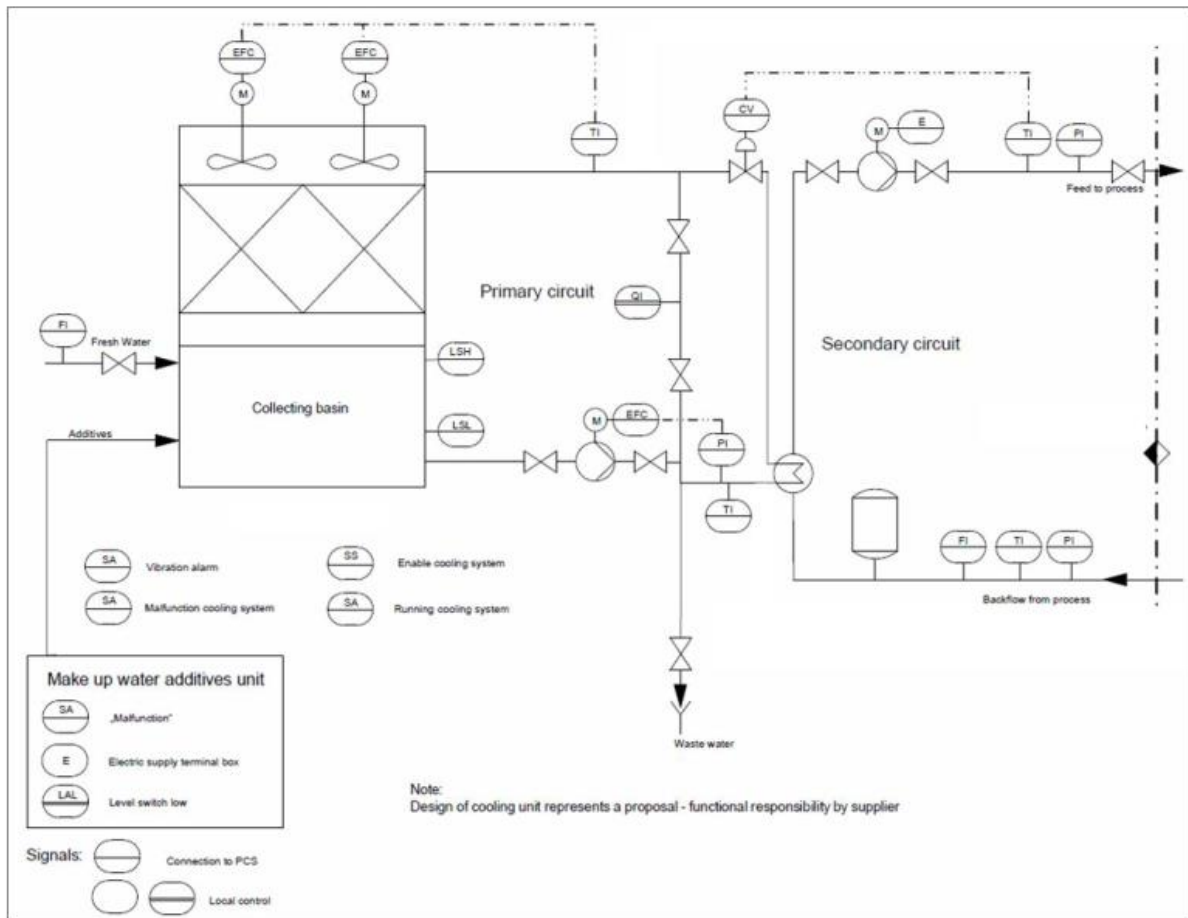 EFC
EFC
M
M
TI
CV
M
E
TI
PI
Feed to process
Primary circuit
QI
FI
Fresh Water
LSH
Secondary circuit
Collecting basin
LSL
M
EFC
Additives
PI
TI
SA
Vibration alarm
SS
Enable cooling system
SA
Malfunction cooling system
SA
Running cooling system
FI
TI
PI
Backflow from process
Make up water additives unit
SA
„Malfunction"
E
Electric supply terminal box
LAL
Level switch low
Waste water
Note:
Design of cooling unit represents a proposal - functional responsibility by supplier
Signals:
Connection to PCS
Local control